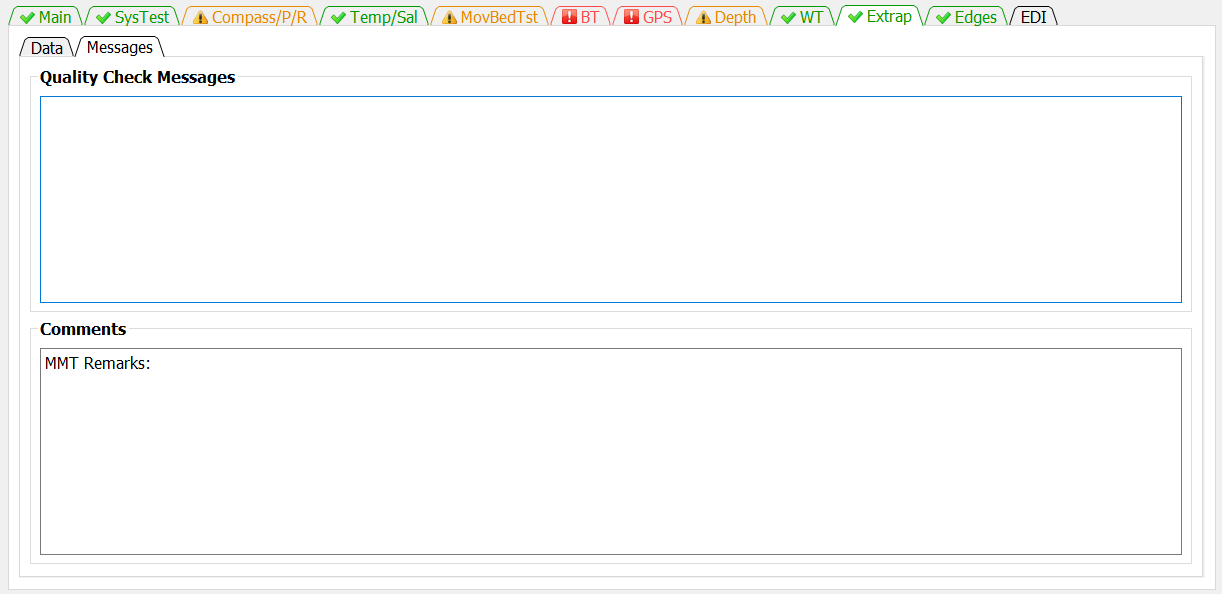 Main SysTest Compass/P/R Temp/Sal MovBedTst BT GPS Depth WT Extrap Edges EDI
Data Messages
Quality Check Messages
Comments
MMT Remarks: